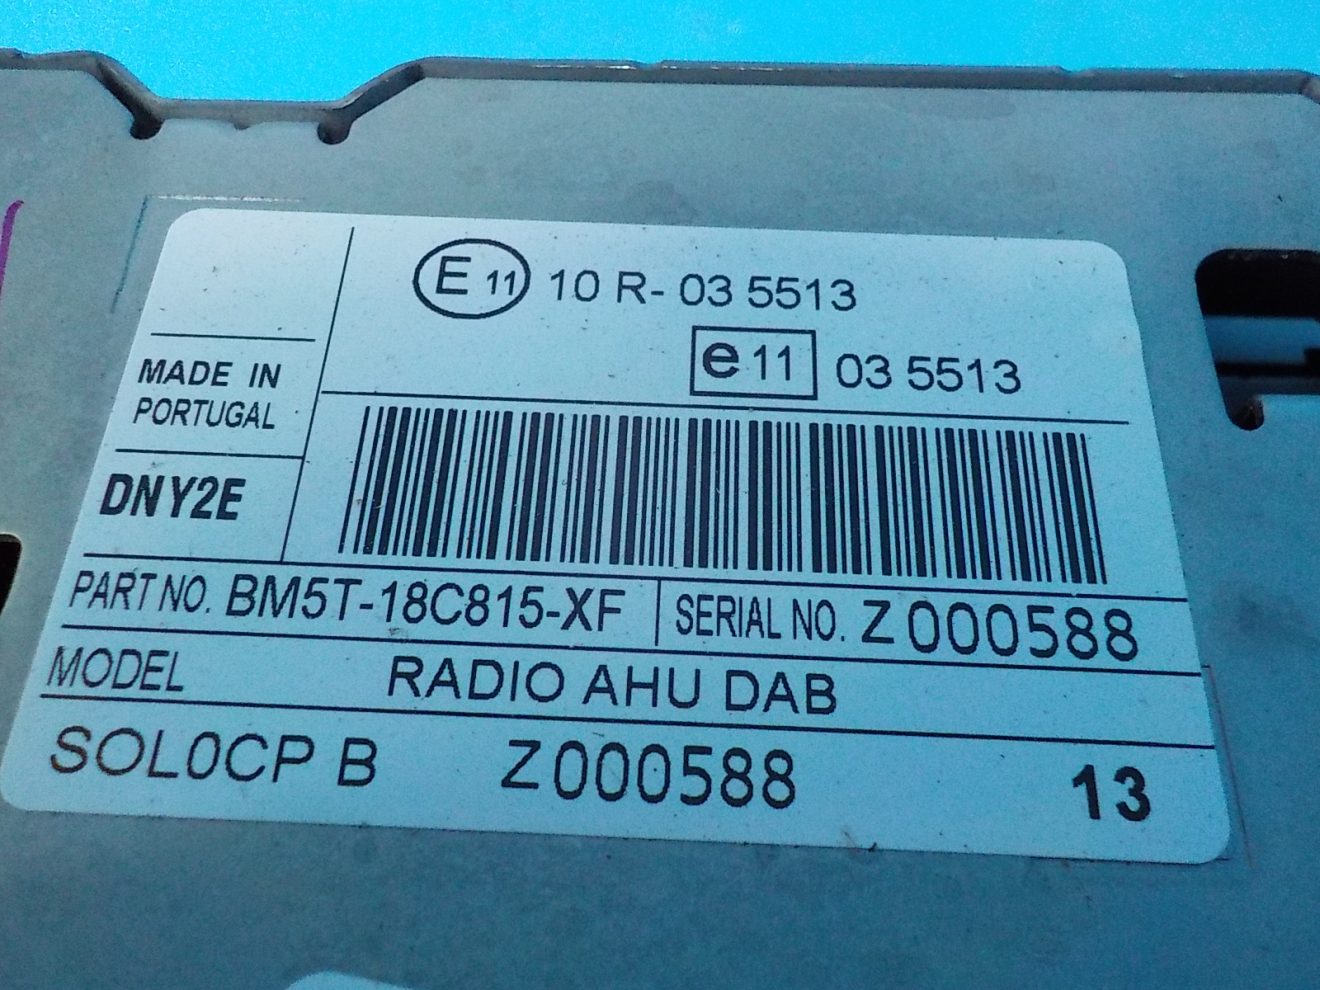 E 11 10 R- 03 5513
e 11 03 5513
MADE IN
PORTUGAL
DNY2E
PART NO. BM5T-18C815-XF SERIAL NO. Z000588
MODEL RADIO AHU DAB
SOL0CP B Z000588 13